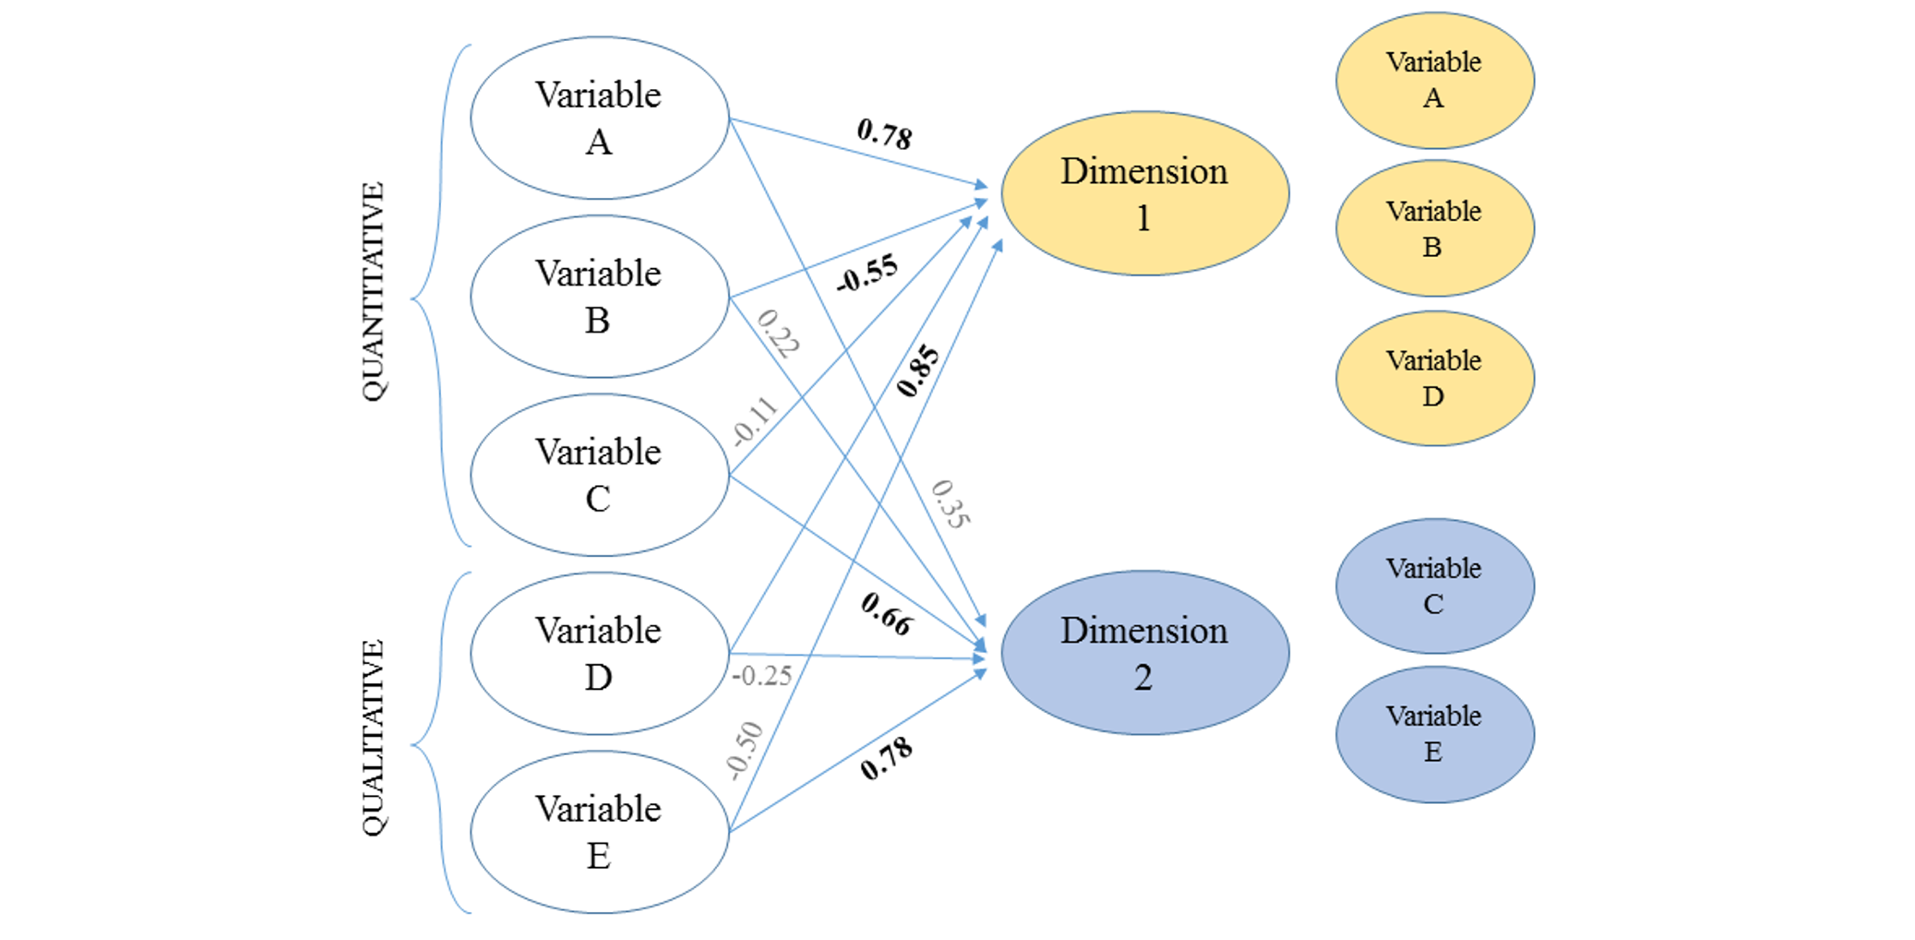 QUANTITATIVE
Variable
A
Variable
B
Variable
C
QUALITATIVE
Variable
D
Variable
E
0.78
-0.55
0.22
-0.11
0.85
0.35
0.66
-0.25
-0.50
0.78
Dimension
1
Dimension
2
Variable
A
Variable
B
Variable
D
Variable
C
Variable
E